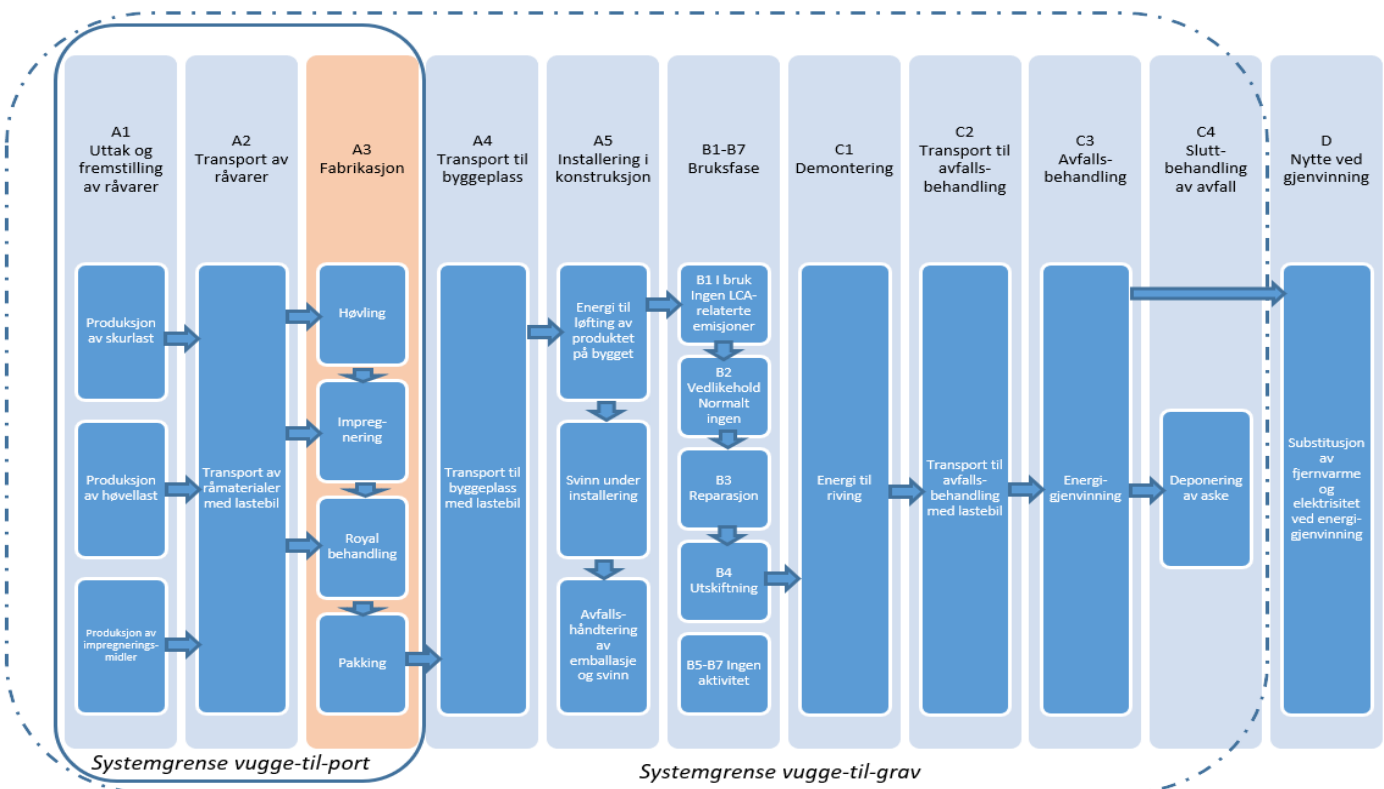 A1
Uttak og
fremstilling
av råvarer
A2
Transport av
råvarer
A3
Fabrikasjon
A4
Transport til
byggeplass
A5
Installering i
konstruksjon
B1-B7
Bruksfase
C1
Demontering
C2
Transport til
avfalls-
behandling
C3
Avfalls-
behandling
C4
Slutt-
behandling
av avfall
D
Nytte ved
gjenvinning
Produksjon
av skurlast
Produksjon
av høvellast
Produksjon av
impregnerings-
midler
Transport av
råmaterialer
med lastebil
Høvling
Impreg-
nering
Royal
behandling
Pakking
Transport til
byggeplass
med lastebil
Energi til
løfting av
produktet
på bygget
Svinn under
installering
Avfalls-
håndtering
av
emballasje
og svinn
B1 I bruk
Ingen LCA-
relaterte
emisjoner
B2
Vedlikehold
Normalt
ingen
B3
Reparasjon
B4
Utskiftning
B5-B7 Ingen
aktivitet
Energi til
riving
Transport til
avfalls-
behandling
med lastebil
Energi-
gjenvinning
Deponering
av aske
Substitusjon
av
fjernvarme
og
elektrisitet
ved energi-
gjenvinning
Systemgrense vugge-til-port
Systemgrense vugge-til-grav